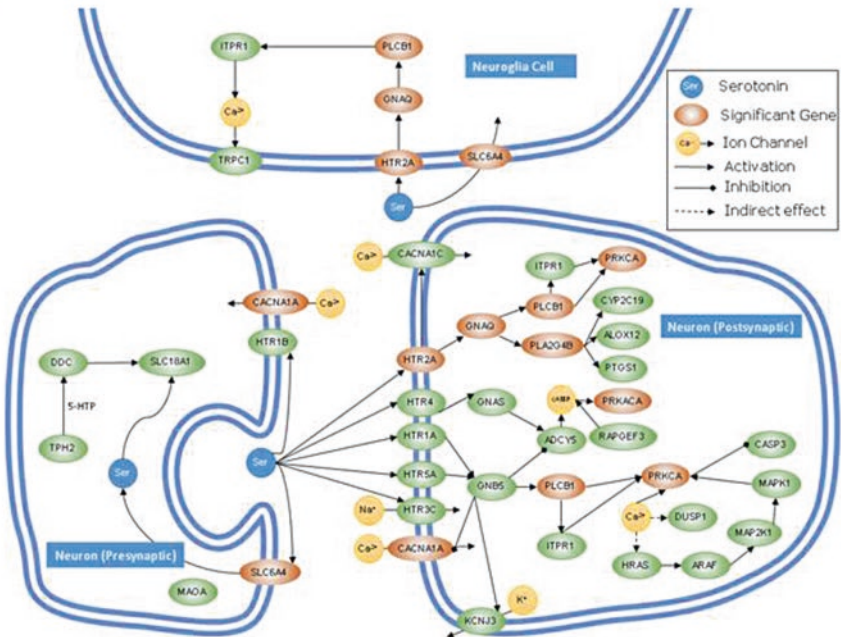 ITPR1
PLCB1
Neuroglia Cell
GNAQ
Ca²⁺
TRPC1
HTR2A
SLC6A4
Ser
Ser
Serotonin
Significant Gene
Ca²⁺
Ion Channel
Activation
Inhibition
Indirect effect
Ca²⁺
CACNA1C
ITPR1
PRKCA
CACNA1A
Ca²⁺
PLCB1
CYP2C19
GNAQ
Neuron (Postsynaptic)
HTR1B
PLA2G4B
ALOX12
HTR2A
PTGS1
DDC
SLC18A1
5-HTP
HTR4
GNAS
cAMP
PRKACA
TPH2
HTR1A
ADCY5
RAPGEF3
CASP3
Ser
Ser
HTR5A
GNB5
PLCB1
PRKCA
MAPK1
Na⁺
HTR3C
Ca²⁺
DUSP1
Neuron (Presynaptic)
Ca²⁺
CACNA1A
ITPR1
MAP2K1
SLC6A4
HRAS
ARAF
MAOA
K⁺
KCNJ3